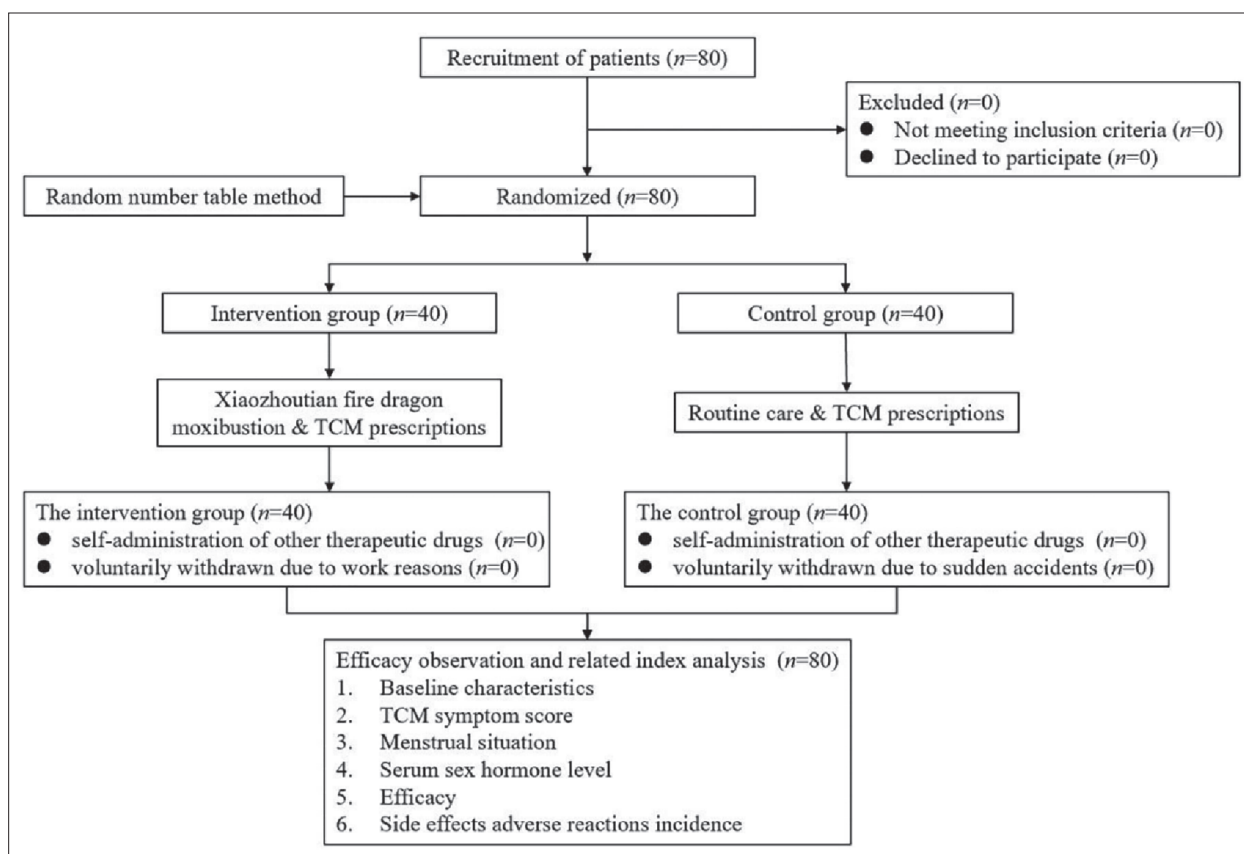 Recruitment of patients (n=80)
Excluded (n=0)
● Not meeting inclusion criteria (n=0)
● Declined to participate (n=0)
Random number table method
Randomized (n=80)
Intervention group (n=40)
Control group (n=40)
Xiaozhoutian fire dragon
moxibustion & TCM prescriptions
Routine care & TCM prescriptions
The intervention group (n=40)
● self-administration of other therapeutic drugs (n=0)
● voluntarily withdrawn due to work reasons (n=0)
The control group (n=40)
● self-administration of other therapeutic drugs (n=0)
● voluntarily withdrawn due to sudden accidents (n=0)
Efficacy observation and related index analysis (n=80)
1. Baseline characteristics
2. TCM symptom score
3. Menstrual situation
4. Serum sex hormone level
5. Efficacy
6. Side effects adverse reactions incidence